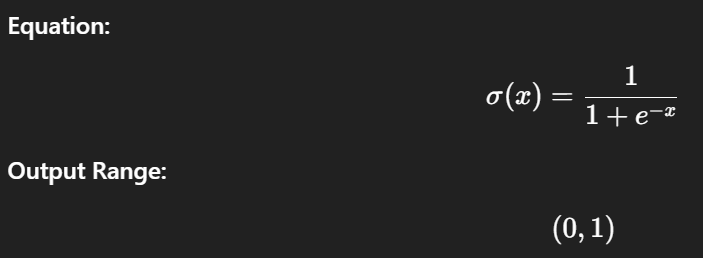 Equation:
σ(x) = 1 / (1 + e^{-x})
Output Range:
(0, 1)